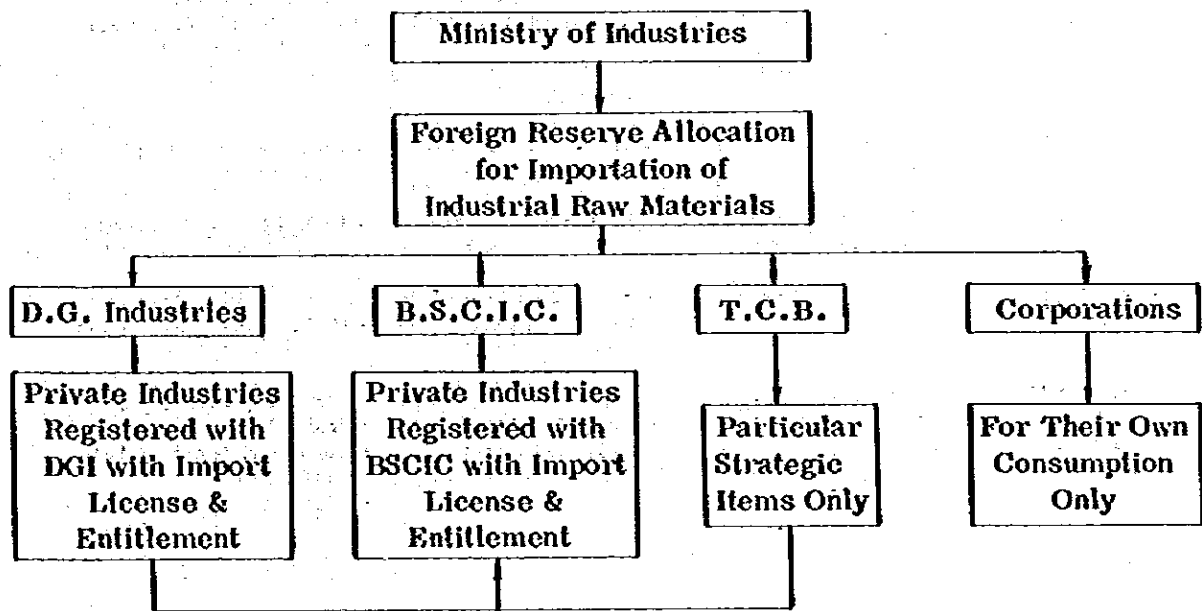 Ministry of Industries
Foreign Reserve Allocation
for Importation of
Industrial Raw Materials
D.G. Industries
B.S.C.I.C.
T.C.B.
Corporations
Private Industries
Registered with
DGI with Import
License &
Entitlement
Private Industries
Registered with
BSCIC with Import
License &
Entitlement
Particular
Strategic
Items Only
For Their Own
Consumption
Only